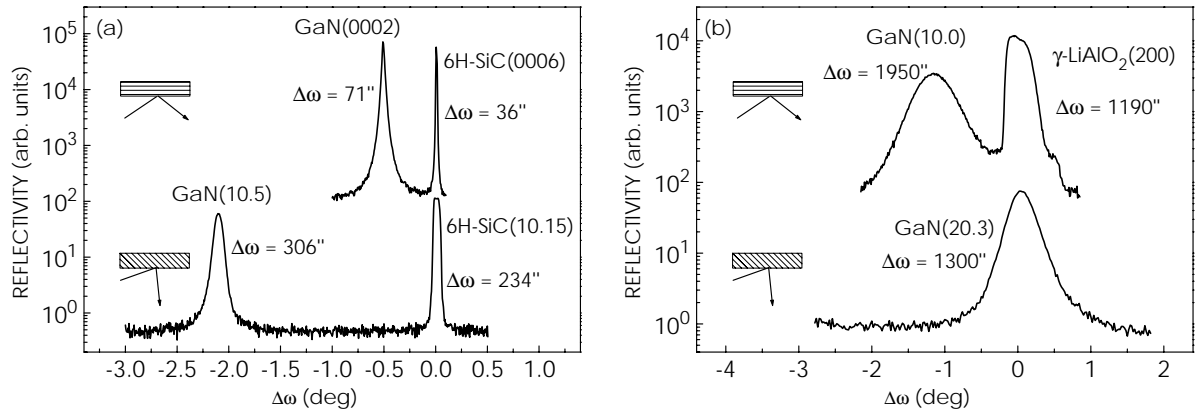 (a)
GaN(0002)
6H-SiC(0006)
Δω = 71"
Δω = 36"
GaN(10.5)
6H-SiC(10.15)
Δω = 306"
Δω = 234"
REFLECTIVITY (arb. units)
10^5
10^4
10^3
10^2
10^1
10^0
-3.0 -2.5 -2.0 -1.5 -1.0 -0.5 0.0 0.5 1.0
Δω (deg)
(b)
GaN(10.0)
γ-LiAlO₂(200)
Δω = 1950"
Δω = 1190"
GaN(20.3)
Δω = 1300"
REFLECTIVITY (arb. units)
10^4
10^3
10^2
10^1
10^0
-4 -3 -2 -1 0 1 2
Δω (deg)